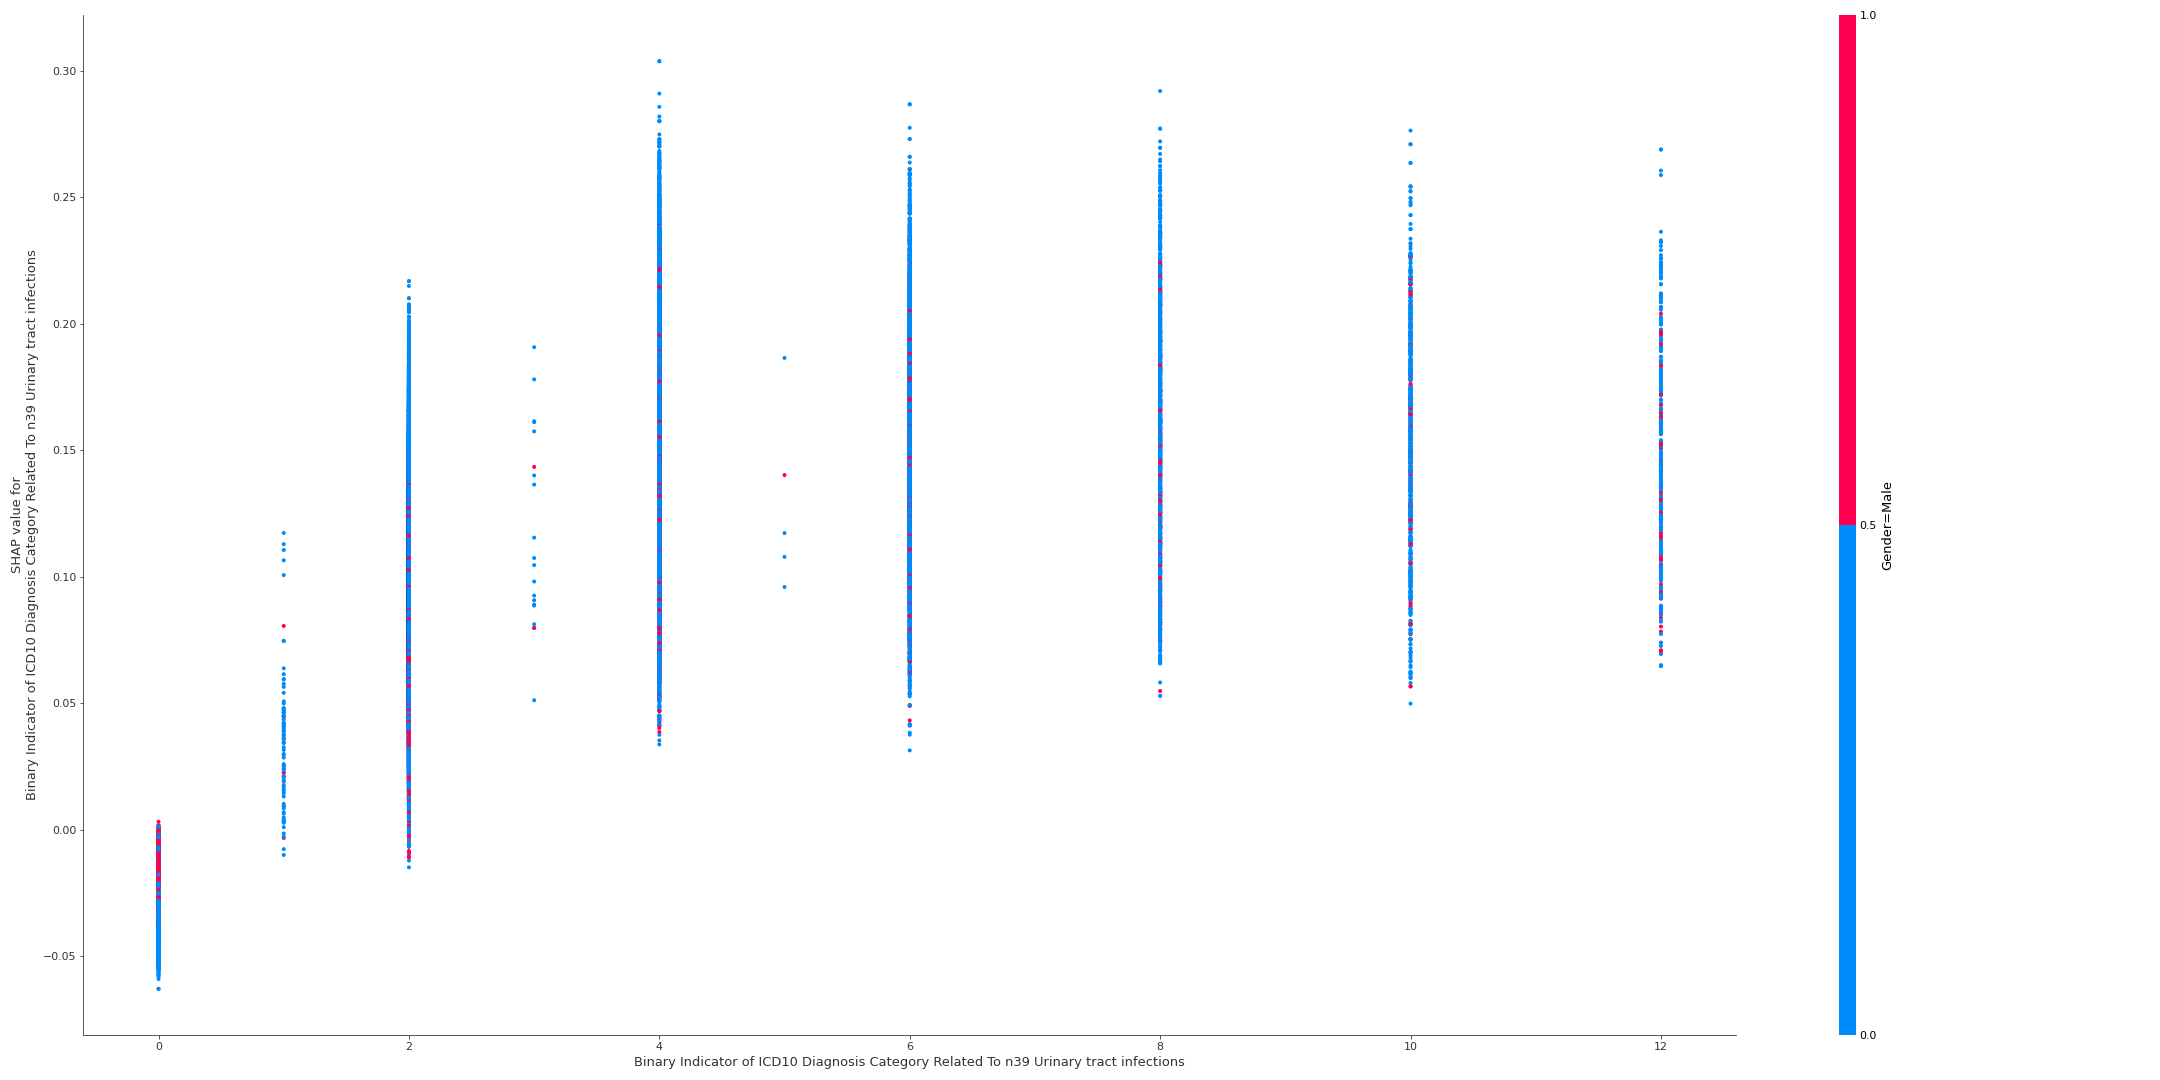 SHAP value for
Binary Indicator of ICD10 Diagnosis Category Related To n39 Urinary tract infections
0.30
0.25
0.20
0.15
0.10
0.05
0.00
−0.05
0 2 4 6 8 10 12
Binary Indicator of ICD10 Diagnosis Category Related To n39 Urinary tract infections
1.0
0.5
0.0
Gender=Male